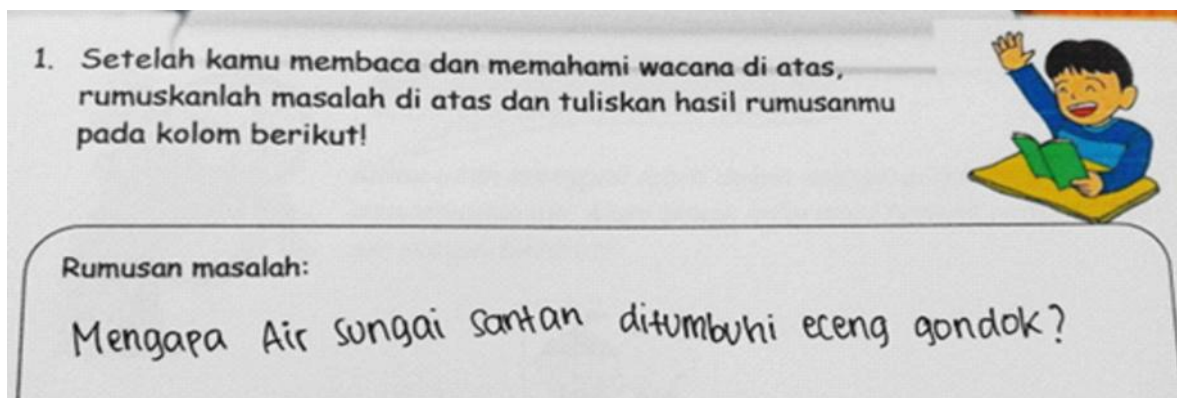 1. Setelah kamu membaca dan memahami wacana di atas,
rumuskanlah masalah di atas dan tuliskan hasil rumusanmu
pada kolom berikut!
Rumusan masalah:
Mengapa Air sungai santan ditumbuhi eceng gondok?